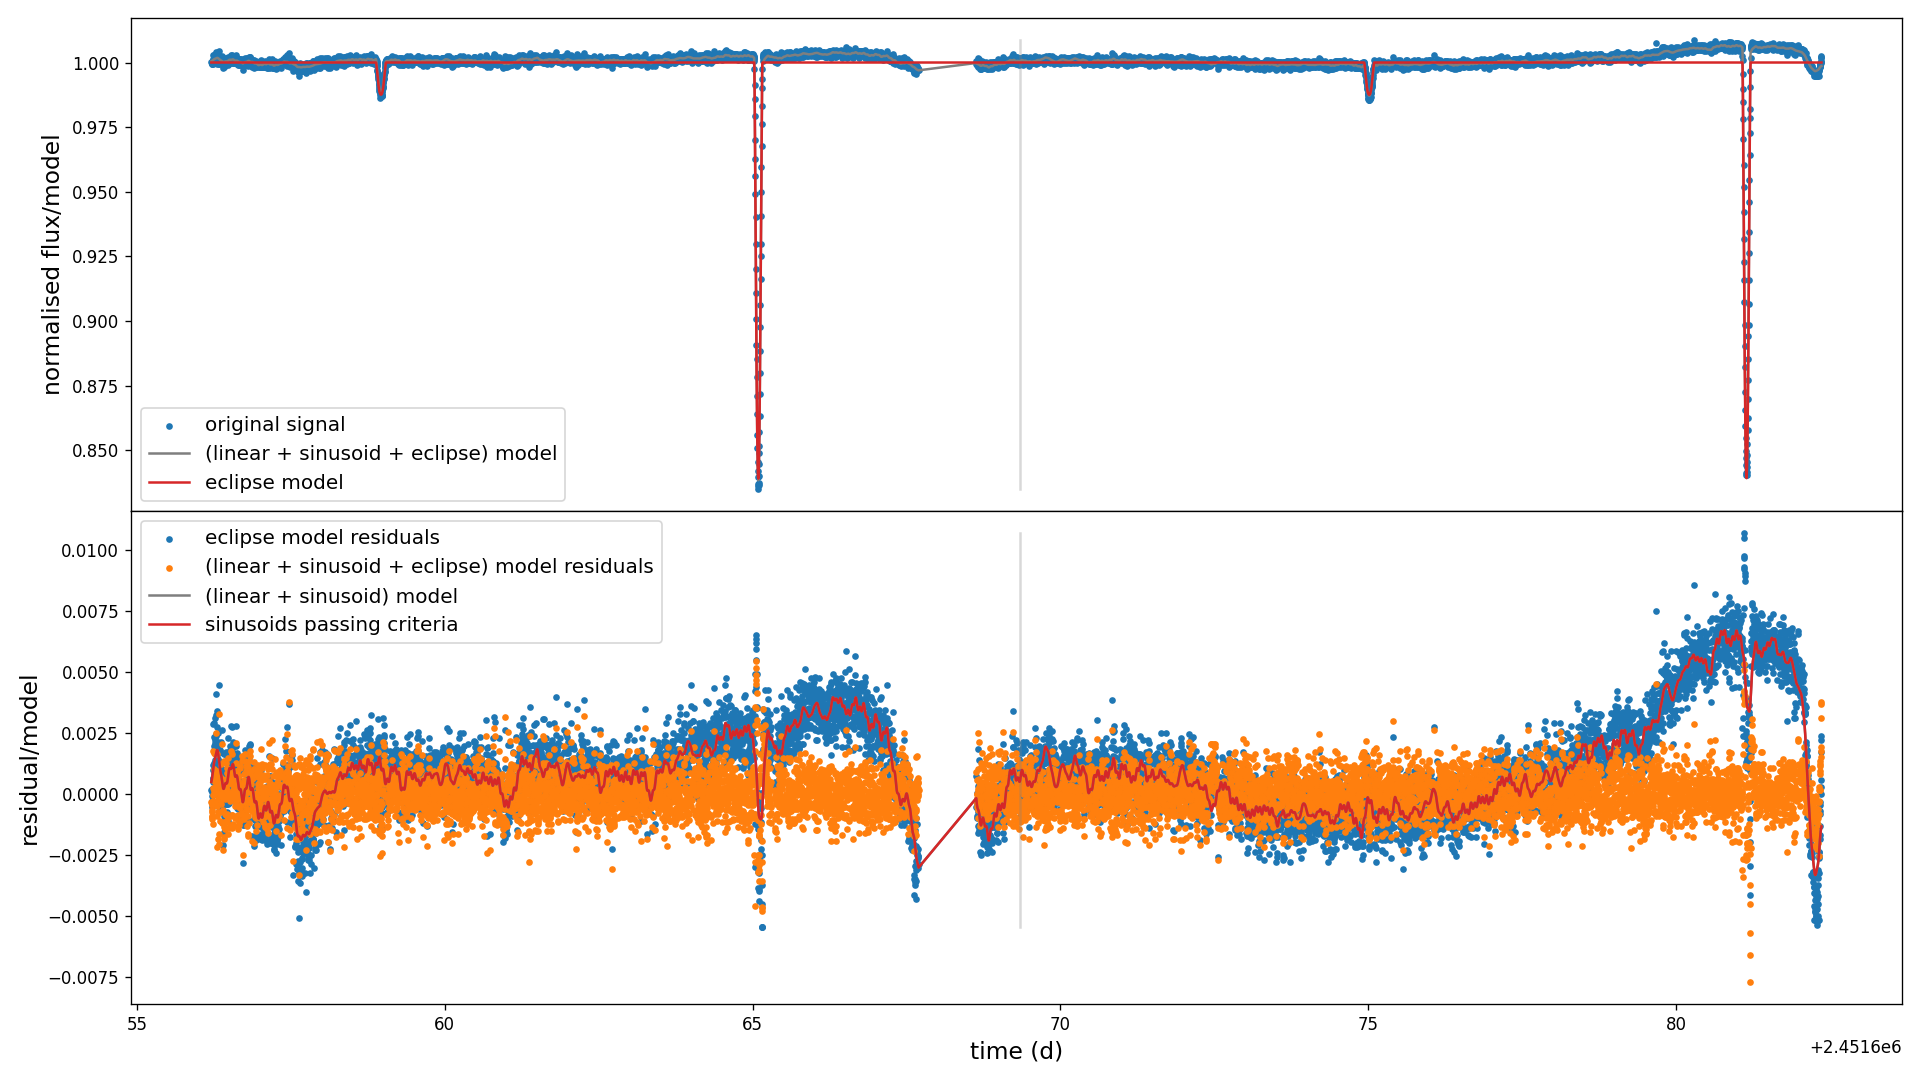 normalised flux/model
1.000
0.975
0.950
0.925
0.900
0.875
0.850
original signal
(linear + sinusoid + eclipse) model
eclipse model
residual/model
0.0100
0.0075
0.0050
0.0025
0.0000
−0.0025
−0.0050
−0.0075
eclipse model residuals
(linear + sinusoid + eclipse) model residuals
(linear + sinusoid) model
sinusoids passing criteria
55 60 65 70 75 80
time (d)
+2.4516e6